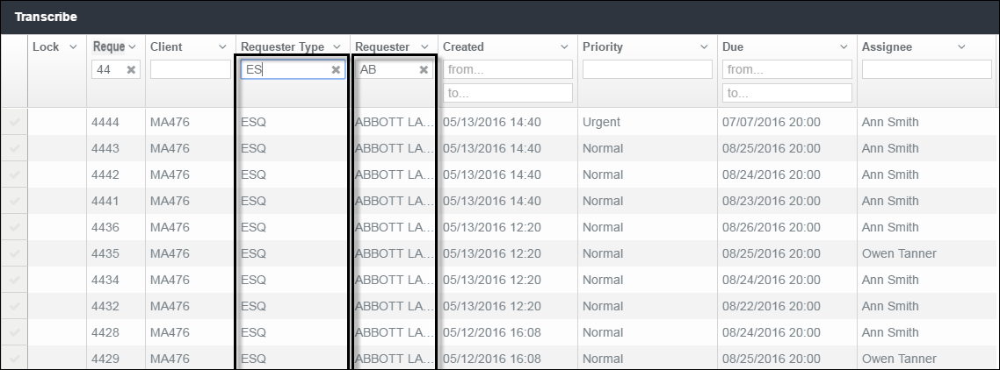 Transcribe
Lock Reque Client Requester Type Requester Created Priority Due Assignee
44 ES AB from... from...
to... to...
4444 MA476 ESQ ABBOTT LA... 05/13/2016 14:40 Urgent 07/07/2016 20:00 Ann Smith
4443 MA476 ESQ ABBOTT LA... 05/13/2016 14:40 Normal 08/25/2016 20:00 Ann Smith
4442 MA476 ESQ ABBOTT LA... 05/13/2016 14:40 Normal 08/24/2016 20:00 Ann Smith
4441 MA476 ESQ ABBOTT LA... 05/13/2016 14:40 Normal 08/23/2016 20:00 Ann Smith
4436 MA476 ESQ ABBOTT LA... 05/13/2016 12:20 Normal 08/26/2016 20:00 Ann Smith
4435 MA476 ESQ ABBOTT LA... 05/13/2016 12:20 Normal 08/25/2016 20:00 Owen Tanner
4434 MA476 ESQ ABBOTT LA... 05/13/2016 12:20 Normal 08/24/2016 20:00 Ann Smith
4432 MA476 ESQ ABBOTT LA... 05/13/2016 12:20 Normal 08/22/2016 20:00 Ann Smith
4428 MA476 ESQ ABBOTT LA... 05/12/2016 16:08 Normal 08/24/2016 20:00 Ann Smith
4429 MA476 ESQ ABBOTT LA... 05/12/2016 16:08 Normal 08/25/2016 20:00 Owen Tanner